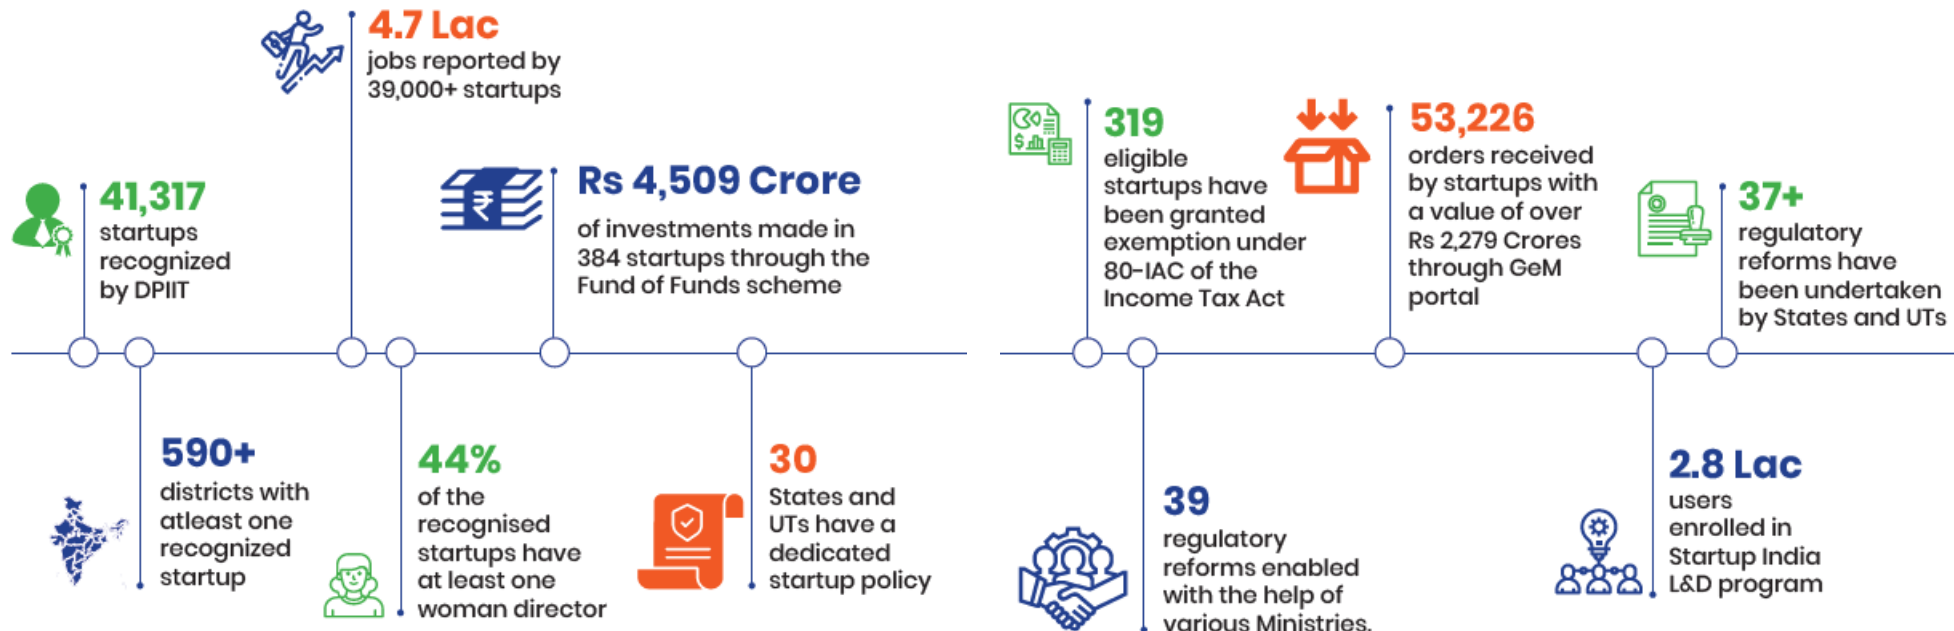 41,317
startups
recognized
by DPIIT
590+
districts with
atleast one
recognized
startup
4.7 Lac
jobs reported by
39,000+ startups
44%
of the
recognised
startups have
at least one
woman director
Rs 4,509 Crore
of investments made in
384 startups through the
Fund of Funds scheme
30
States and
UTs have a
dedicated
startup policy
319
eligible
startups have
been granted
exemption under
80-IAC of the
Income Tax Act
39
regulatory
reforms enabled
with the help of
various Ministries.
53,226
orders received
by startups with
a value of over
Rs 2,279 Crores
through GeM
portal
2.8 Lac
users
enrolled in
Startup India
L&D program
37+
regulatory
reforms have
been undertaken
by States and UTs